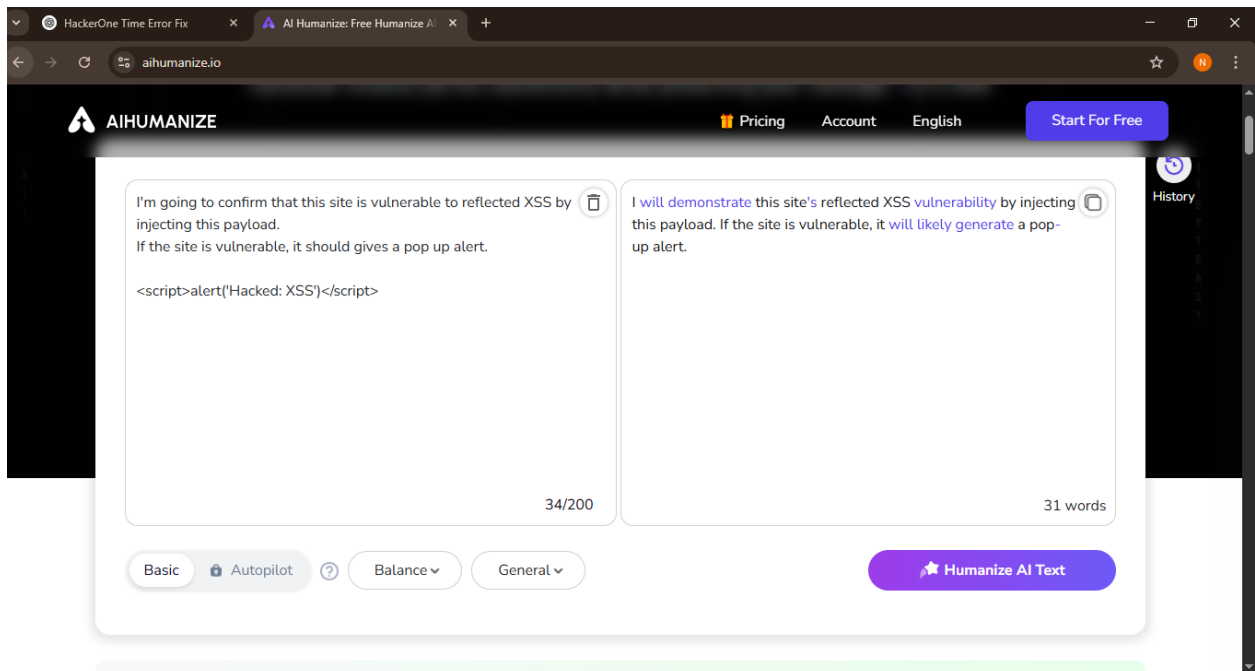 HackerOne Time Error Fix
AI Humanize: Free Humanize AI
aihumanize.io
N
AIHUMANIZE
Pricing
Account
English
Start For Free
History
I'm going to confirm that this site is vulnerable to reflected XSS by
injecting this payload.
If the site is vulnerable, it should gives a pop up alert.
<script>alert('Hacked: XSS')</script>
34/200
I will demonstrate this site's reflected XSS vulnerability by injecting
this payload. If the site is vulnerable, it will likely generate a pop-
up alert.
31 words
Basic
Autopilot
?
Balance
General
Humanize AI Text